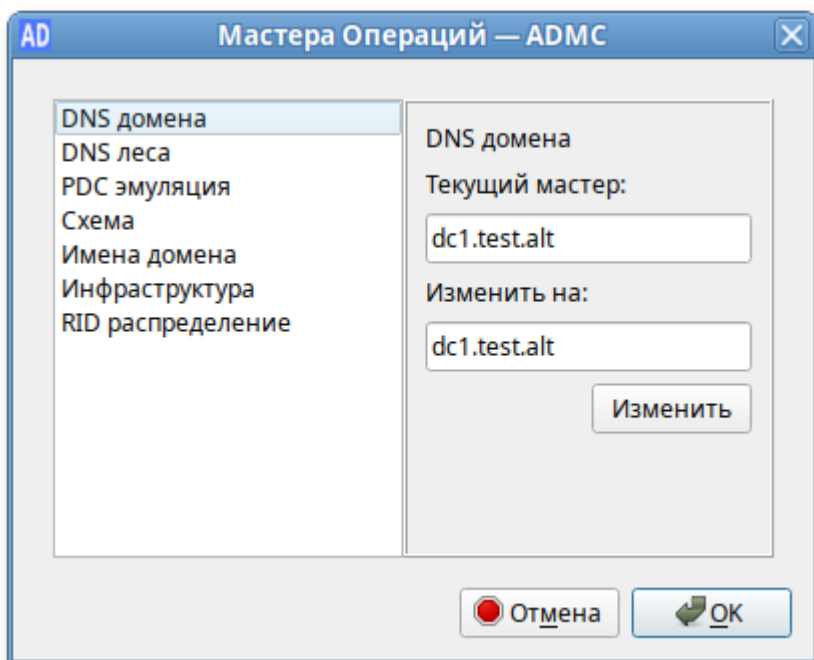 AD
Мастера Операций — ADMC
DNS домена
DNS леса
PDC эмуляция
Схема
Имена домена
Инфраструктура
RID распределение
DNS домена
Текущий мастер:
dc1.test.alt
Изменить на:
dc1.test.alt
Изменить
Отмена
OK